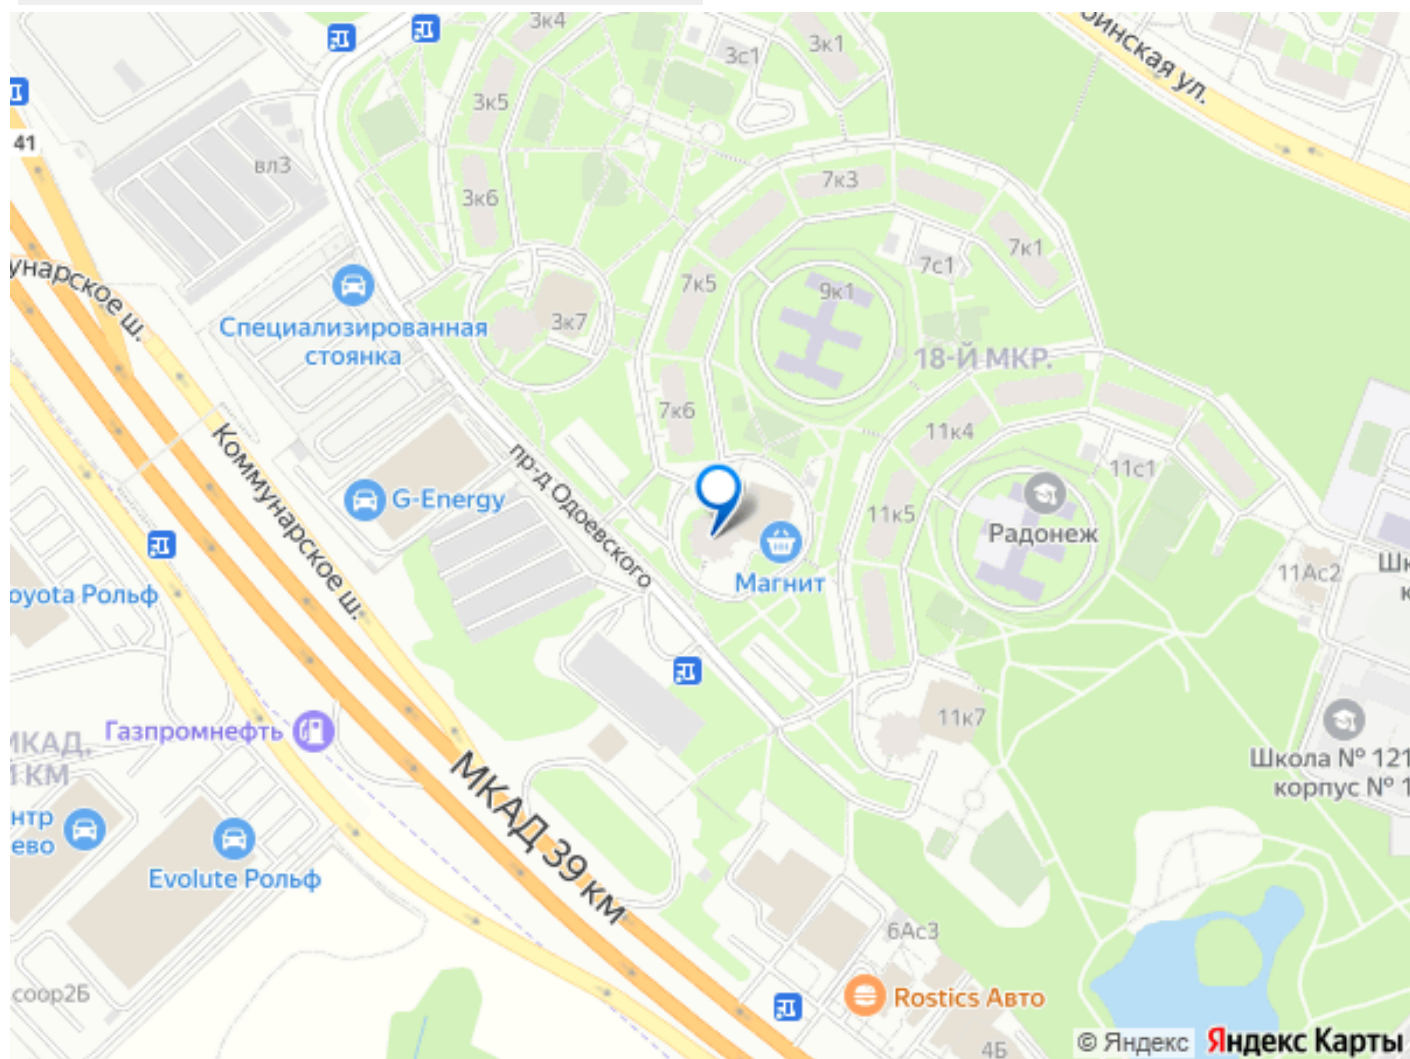 3к4
3с1
3к1
бинская ул.
3к5
41
вл3
7к3
3к6
7к1
унарское ш.
7с1
7к5
9к1
Специализированная
стоянка
3к7
18-Й МКР.
7к6
11к4
Коммунарское ш.
пр-д Одоевского
11с1
G-Energy
11к5
Радонеж
Магнит
11Ас2
Шк
к
oyota Рольф
11к7
Газпромнефть
МКАД,
КМ
Школа № 121
корпус № 1
МКАД 39 км
нтр
ево
Evolute Рольф
6Ас3
соор2Б
Rostics Авто
4Б
© Яндекс Яндекс Карты